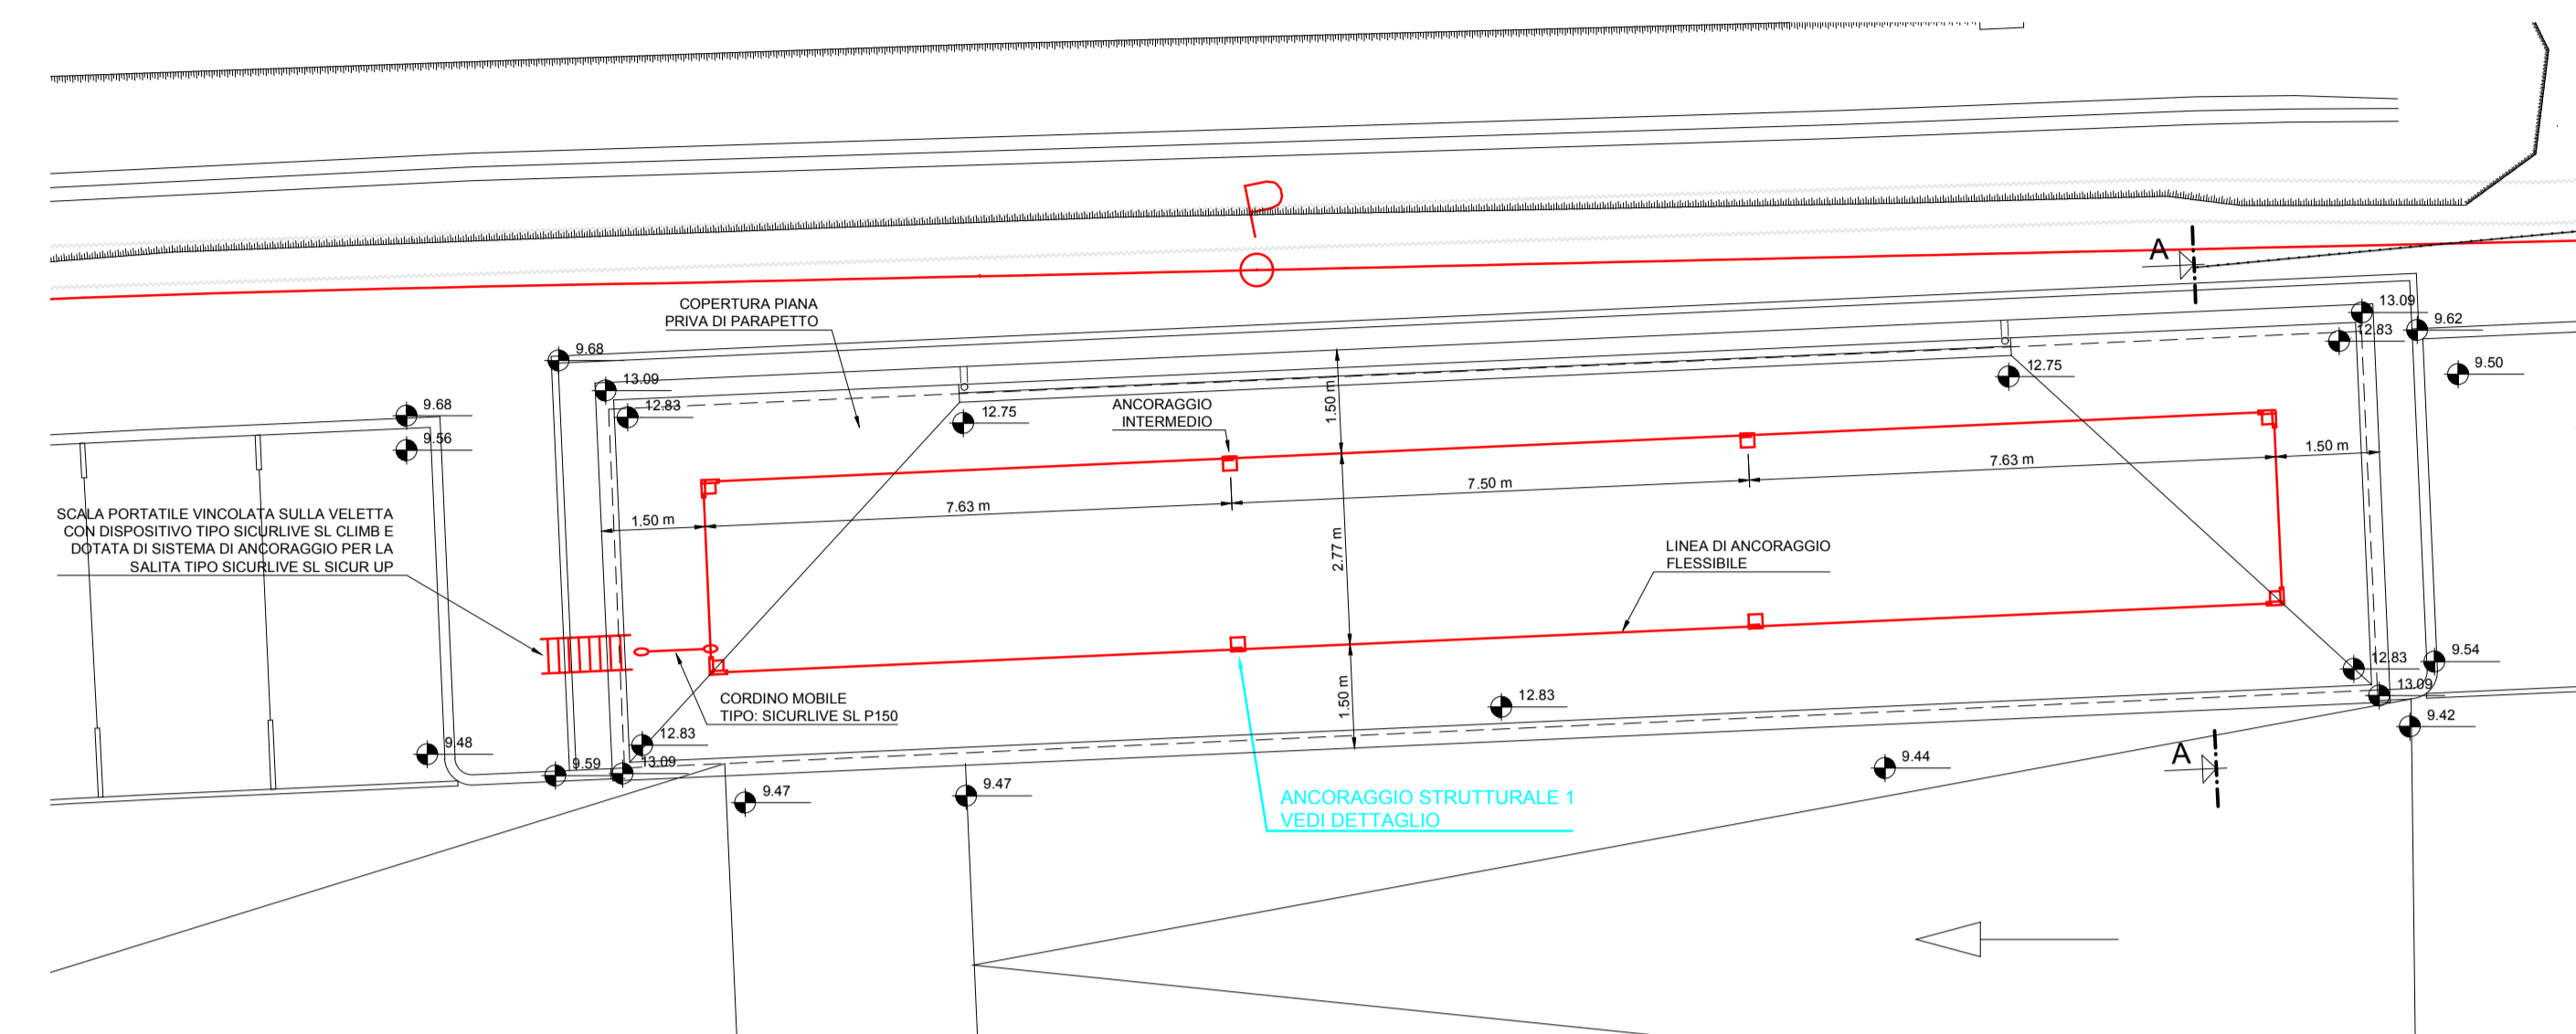 P
A
COPERTURA PIANA
PRIVA DI PARAPETTO
13.09
9.62
12.83
9.68
9.50
12.75
13.09
1.50 m
ANCORAGGIO
INTERMEDIO
9.68
12.83
12.75
9.56
1.50 m
7.63 m
7.50 m
7.63 m
1.50 m
SCALA PORTATILE VINCOLATA SULLA VELETTA
CON DISPOSITIVO TIPO SICURLIVE SL CLIMB E
DOTATA DI SISTEMA DI ANCORAGGIO PER LA
SALITA TIPO SICURLIVE SL SICUR UP
2.77 m
LINEA DI ANCORAGGIO
FLESSIBILE
9.54
12.83
13.09
CORDINO MOBILE
TIPO: SICURLIVE SL P150
1.50 m
12.83
9.42
12.83
9.48
9.59
13.09
9.44
A
9.47
9.47
ANCORAGGIO STRUTTURALE 1
VEDI DETTAGLIO